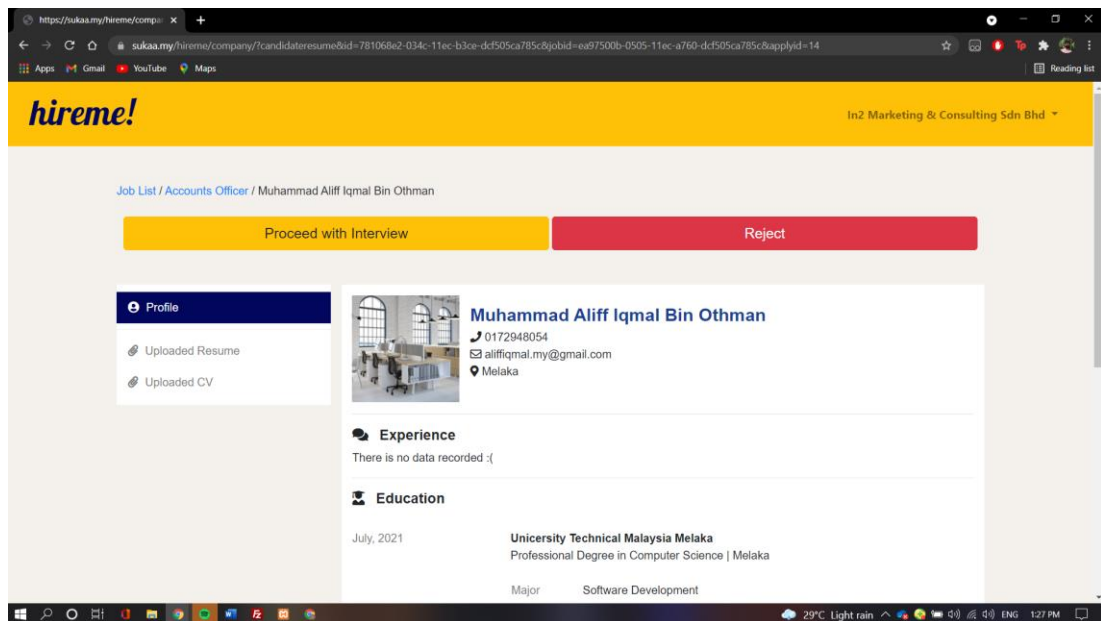 https://sukaa.my/hireme/compar
sukaa.my/hireme/company/?candidateresume&id=781068e2-034c-11ec-b3ce-dcf505ca785c&jobid=ea97500b-0505-11ec-a760-dcf505ca785c&applyid=14
Apps Gmail YouTube Maps Reading list
hireme! In2 Marketing & Consulting Sdn Bhd
Job List / Accounts Officer / Muhammad Aliff Iqmal Bin Othman
Proceed with Interview Reject
Profile
Uploaded Resume
Uploaded CV
Muhammad Aliff Iqmal Bin Othman
0172948054
aliffiqmal.my@gmail.com
Melaka
Experience
There is no data recorded :(
Education
July, 2021 Unicersity Technical Malaysia Melaka
Professional Degree in Computer Science | Melaka
Major Software Development
29°C Light rain ENG 1:27 PM